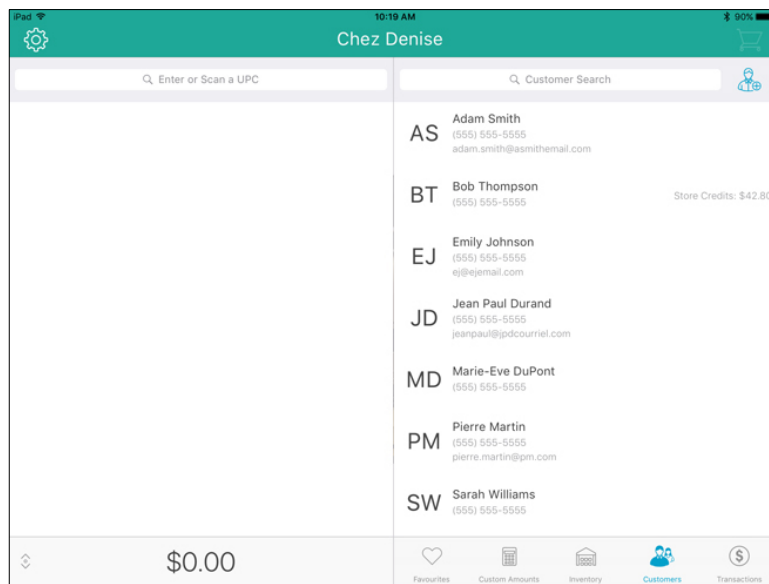 iPad 10:19 AM 90%
Chez Denise
Enter or Scan a UPC
Customer Search
AS
Adam Smith
(555) 555-5555
adam.smith@asmithemail.com
BT
Bob Thompson
(555) 555-5555
Store Credits: $42.80
EJ
Emily Johnson
(555) 555-5555
ej@ejemail.com
JD
Jean Paul Durand
(555) 555-5555
jeanpaul@jpdcourriel.com
MD
Marie-Eve DuPont
(555) 555-5555
PM
Pierre Martin
(555) 555-5555
pierre.martin@pm.com
SW
Sarah Williams
(555) 555-5555
$0.00
Favourites
Custom Amounts
Inventory
Customers
$
Transactions